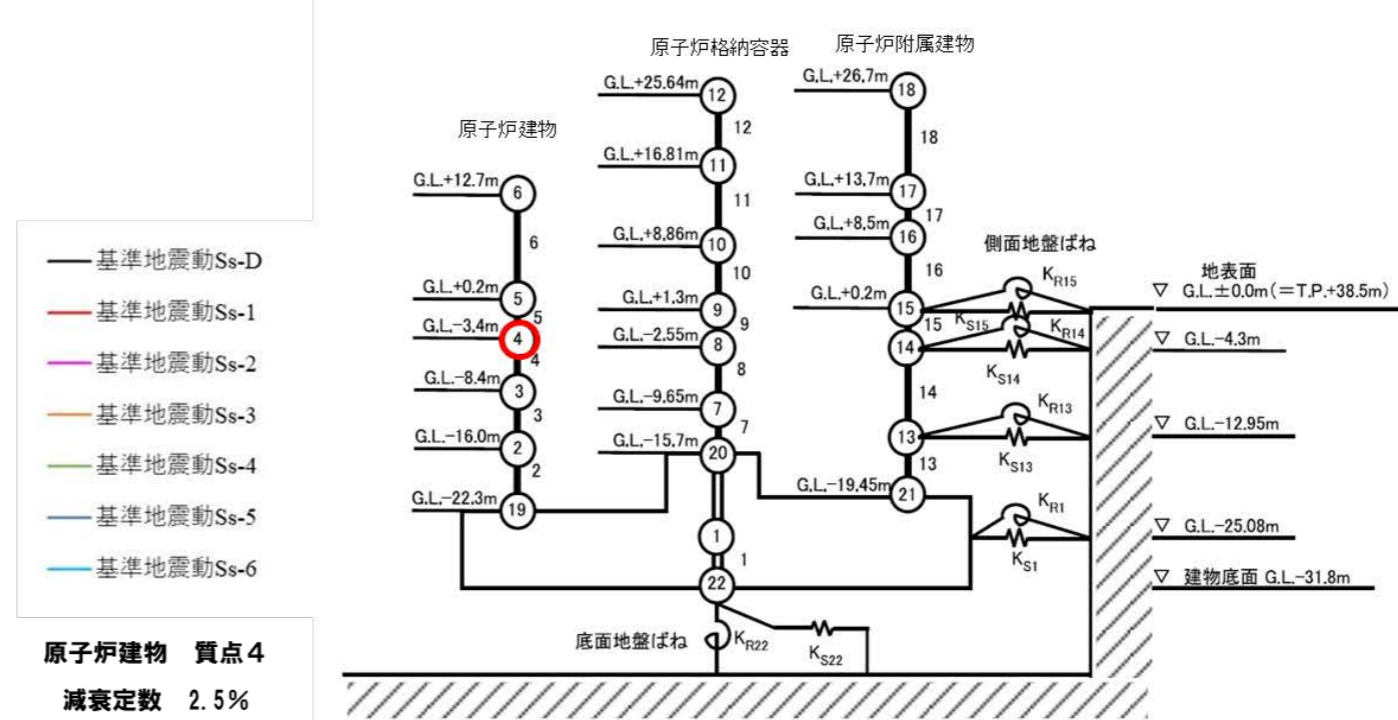 原子炉格納容器
原子炉附属建物
原子炉建物
G.L.+25.64m
12
12
G.L.+26.7m
18
18
G.L.+16.81m
11
11
G.L.+12.7m
6
6
G.L.+13.7m
17
17
G.L.+8.86m
10
10
G.L.+8.5m
16
16
側面地盤ばね
G.L.+0.2m
5
5
G.L.+1.3m
9
9
G.L.+0.2m
15
15
KS15
KR15
地表面
▽ G.L.±0.0m(=T.P.+38.5m)
G.L.-3.4m
4
4
G.L.-2.55m
8
8
14
14
KR14
KS14
▽ G.L.-4.3m
G.L.-8.4m
3
3
G.L.-9.65m
7
7
13
13
KR13
KS13
▽ G.L.-12.95m
G.L.-16.0m
2
2
G.L.-15.7m
20
G.L.-22.3m
19
G.L.-19.45m
21
KR1
KS1
▽ G.L.-25.08m
1
1
22
▽ 建物底面 G.L.-31.8m
底面地盤ばね
KR22
KS22
基準地震動Ss-D
基準地震動Ss-1
基準地震動Ss-2
基準地震動Ss-3
基準地震動Ss-4
基準地震動Ss-5
基準地震動Ss-6
原子炉建物 質点4
減衰定数 2.5%